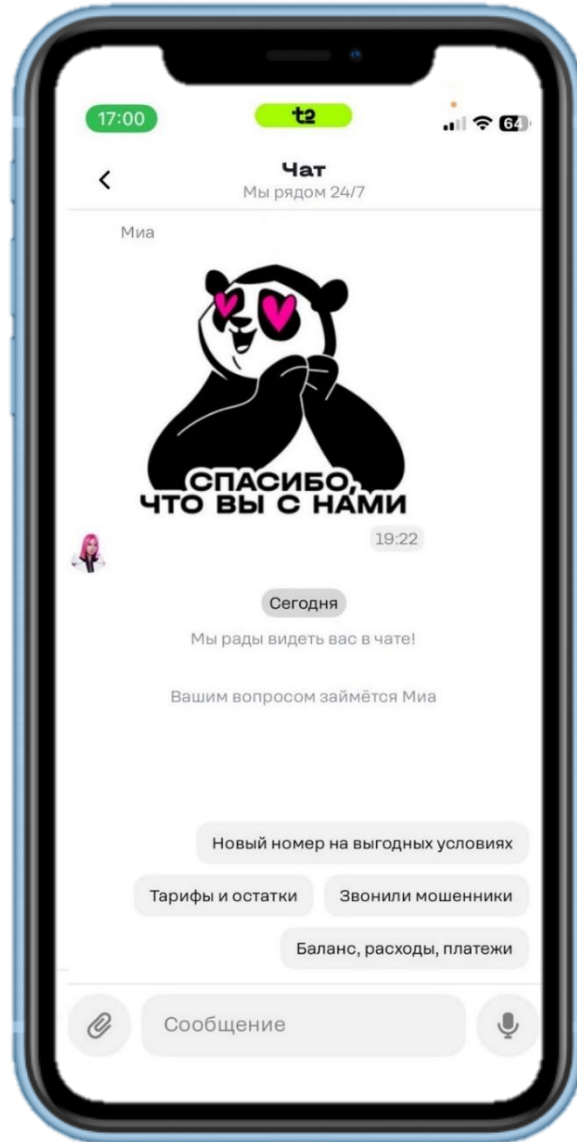 17:00
t2
64
Чат
Мы рядом 24/7
Миа
СПАСИБО,
ЧТО ВЫ С НАМИ
19:22
Сегодня
Мы рады видеть вас в чате!
Вашим вопросом займётся Миа
Новый номер на выгодных условиях
Тарифы и остатки
Звонили мошенники
Баланс, расходы, платежи
Сообщение